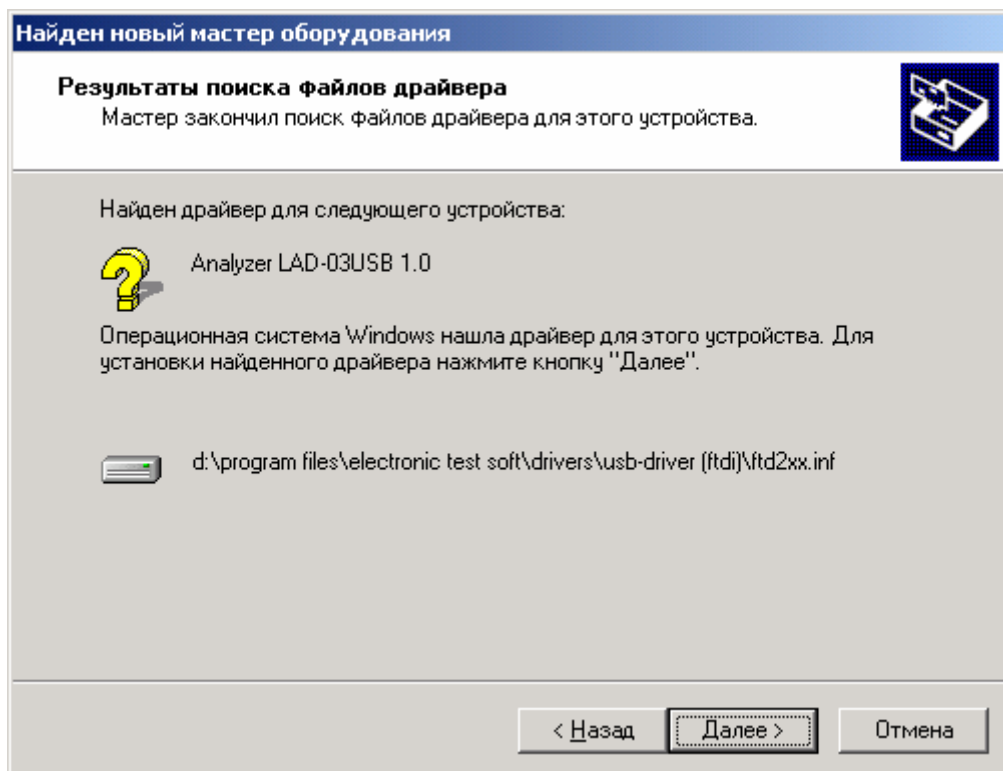 Найден новый мастер оборудования
Результаты поиска файлов драйвера
Мастер закончил поиск файлов драйвера для этого устройства.
Найден драйвер для следующего устройства:
Analyzer LAD-03USB 1.0
Операционная система Windows нашла драйвер для этого устройства. Для
установки найденного драйвера нажмите кнопку "Далее".
d:\program files\electronic test soft\drivers\usb-driver (ftdi)\ftd2xx.inf
< Назад
Далее >
Отмена